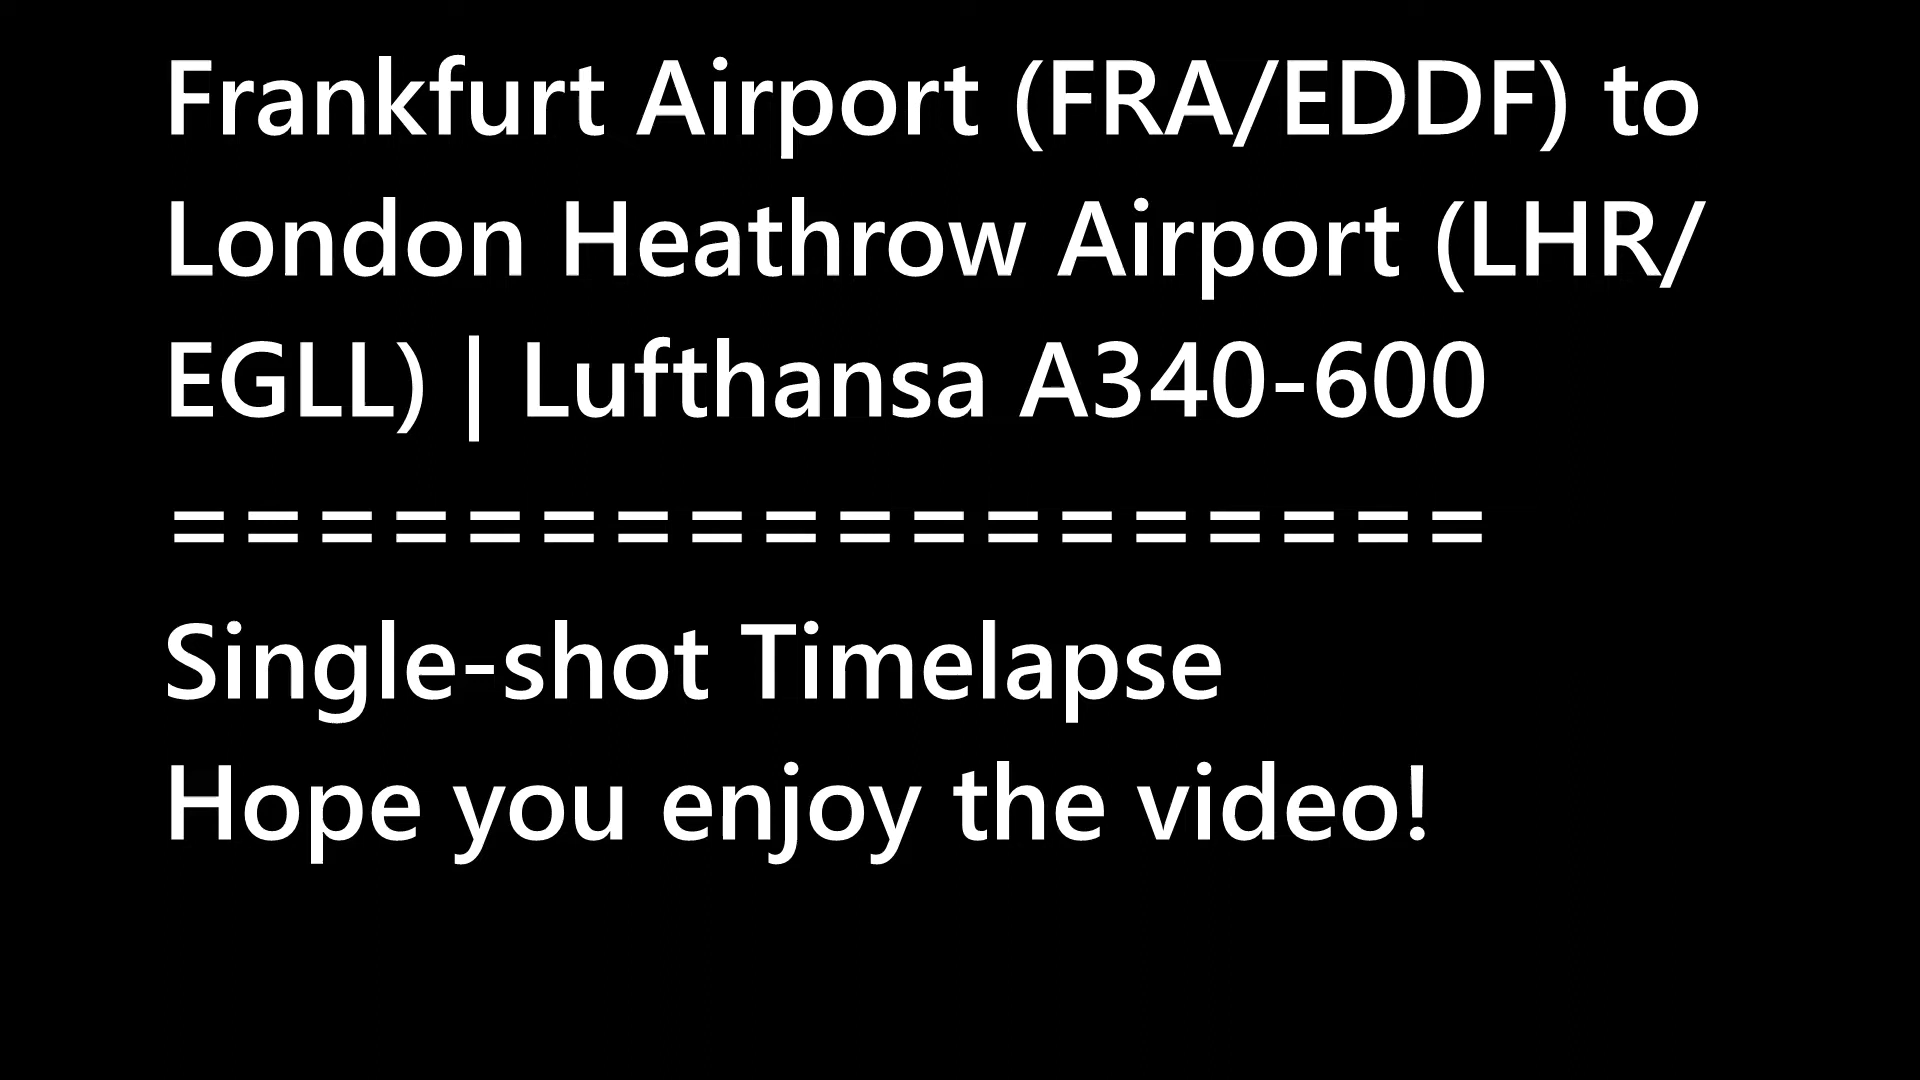 Frankfurt Airport (FRA/EDDF) to
London Heathrow Airport (LHR/
EGLL) | Lufthansa A340-600
==================
Single-shot Timelapse
Hope you enjoy the video!